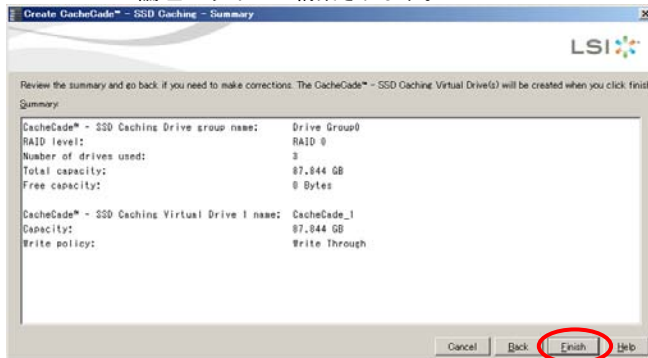 Create CacheCade™ - SSD Caching - Summary
LSI
Review the summary and go back if you need to make corrections. The CacheCade™ - SSD Caching Virtual Drive(s) will be created when you click finish
Summary
CacheCade™ - SSD Caching Drive group name: Drive Group0
RAID level: RAID 0
Number of drives used: 3
Total capacity: 87.844 GB
Free capacity: 0 Bytes
CacheCade™ - SSD Caching Virtual Drive 1 name: CacheCade_1
Capacity: 87.844 GB
Write policy: Write Through
Cancel Back Finish Help